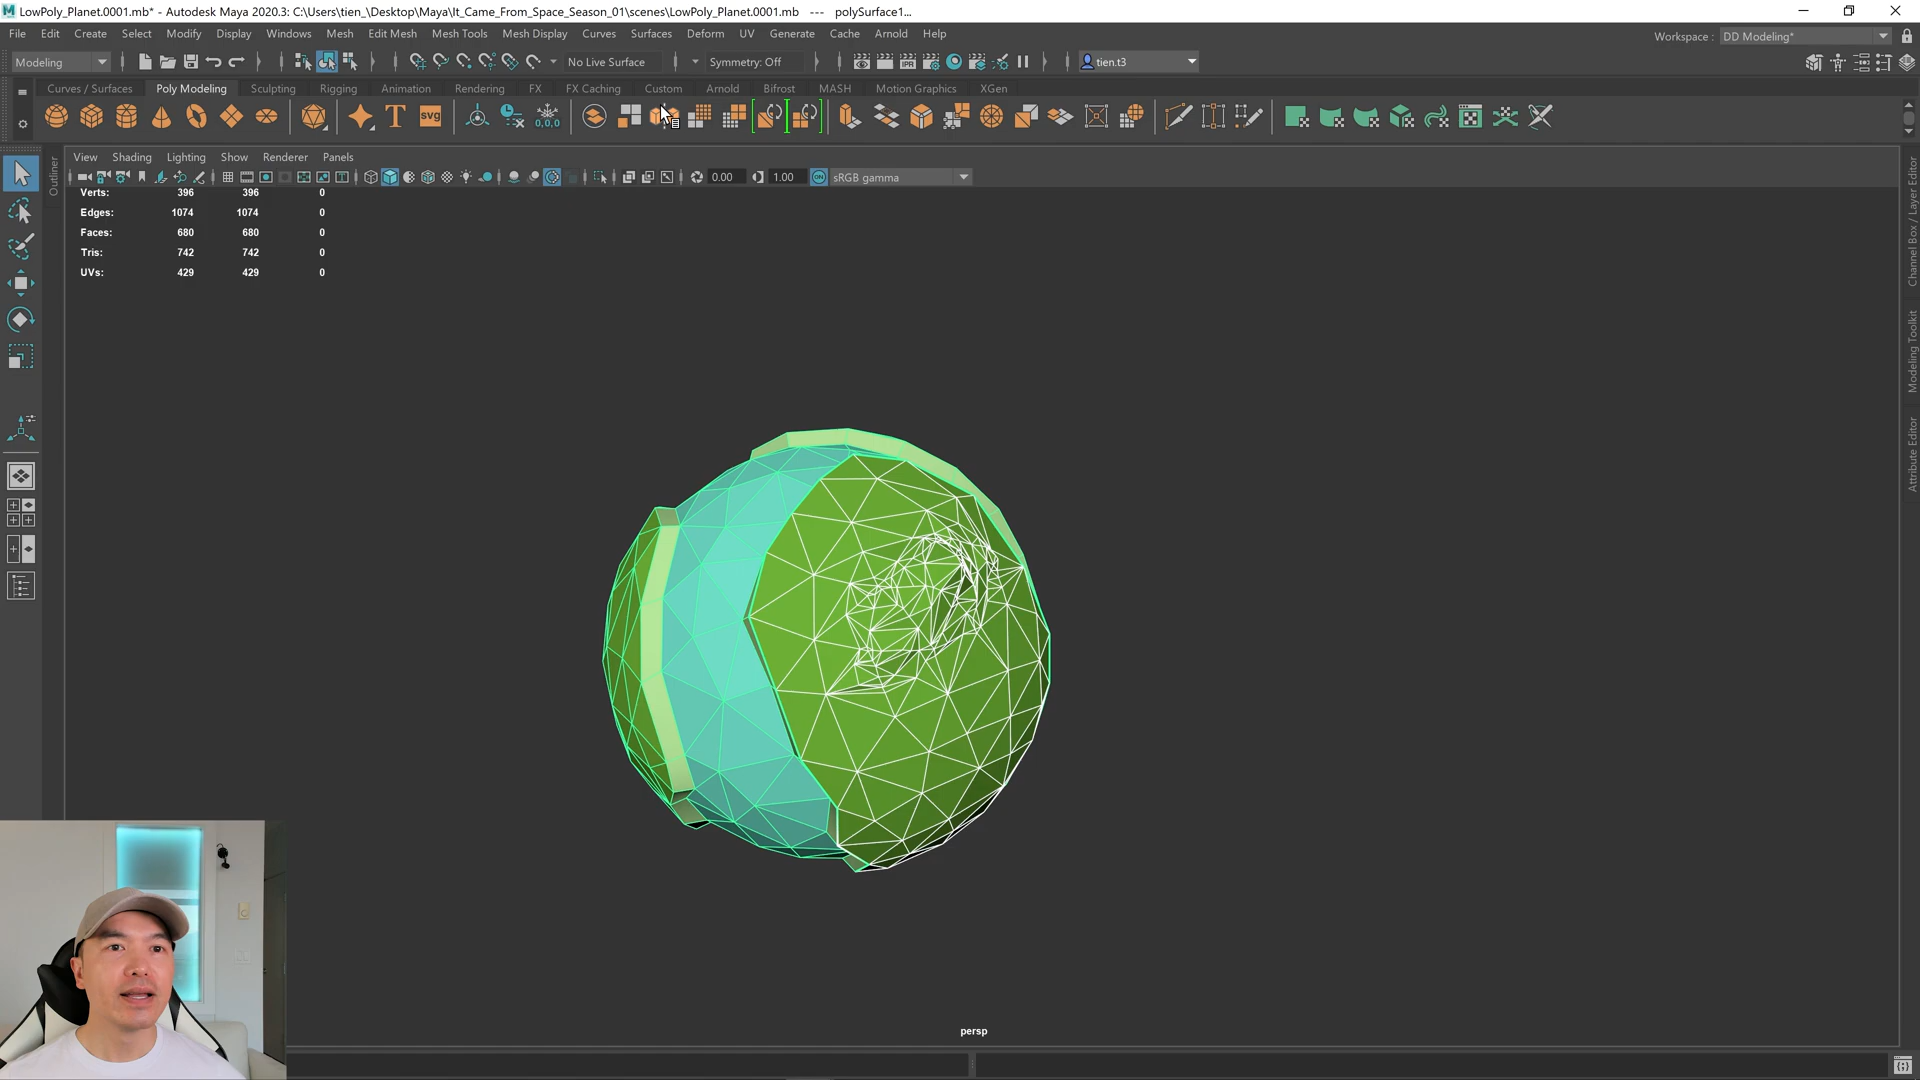 LowPoly_Planet.0001.mb* - Autodesk Maya 2020.3: C:\Users\tien_\Desktop\Maya\It_Came_From_Space_Season_01\scenes\LowPoly_Planet.0001.mb --- polySurface1...
File Edit Create Select Modify Display Windows Mesh Edit Mesh Mesh Tools Mesh Display Curves Surfaces Deform UV Generate Cache Arnold Help
Workspace : DD Modeling*
Modeling No Live Surface Symmetry: Off tien.t3
Curves / Surfaces Poly Modeling Sculpting Rigging Animation Rendering FX FX Caching Custom Arnold Bifrost MASH Motion Graphics XGen
T svg 0,0,0
View Shading Lighting Show Renderer Panels
0.00 1.00 ON sRGB gamma
Outliner
Verts: 396 396 0
Edges: 1074 1074 0
Faces: 680 680 0
Tris: 742 742 0
UVs: 429 429 0
Channel Box / Layer Editor
Modeling Toolkit
Attribute Editor
persp